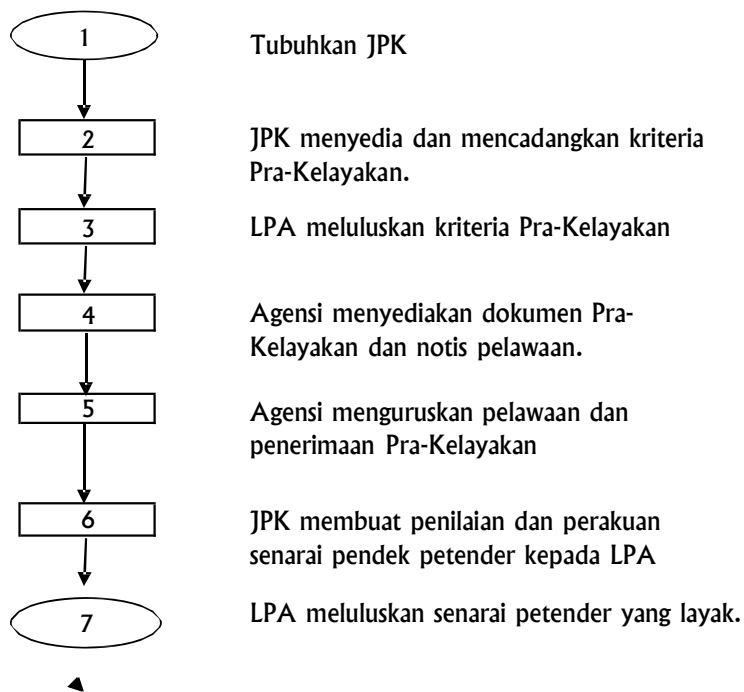 1 Tubuhkan JPK
2 JPK menyedia dan mencadangkan kriteria
Pra-Kelayakan.
3 LPA meluluskan kriteria Pra-Kelayakan
4 Agensi menyediakan dokumen Pra-
Kelayakan dan notis pelawaan.
5 Agensi menguruskan pelawaan dan
penerimaan Pra-Kelayakan
6 JPK membuat penilaian dan perakuan
senarai pendek petender kepada LPA
7 LPA meluluskan senarai petender yang layak.